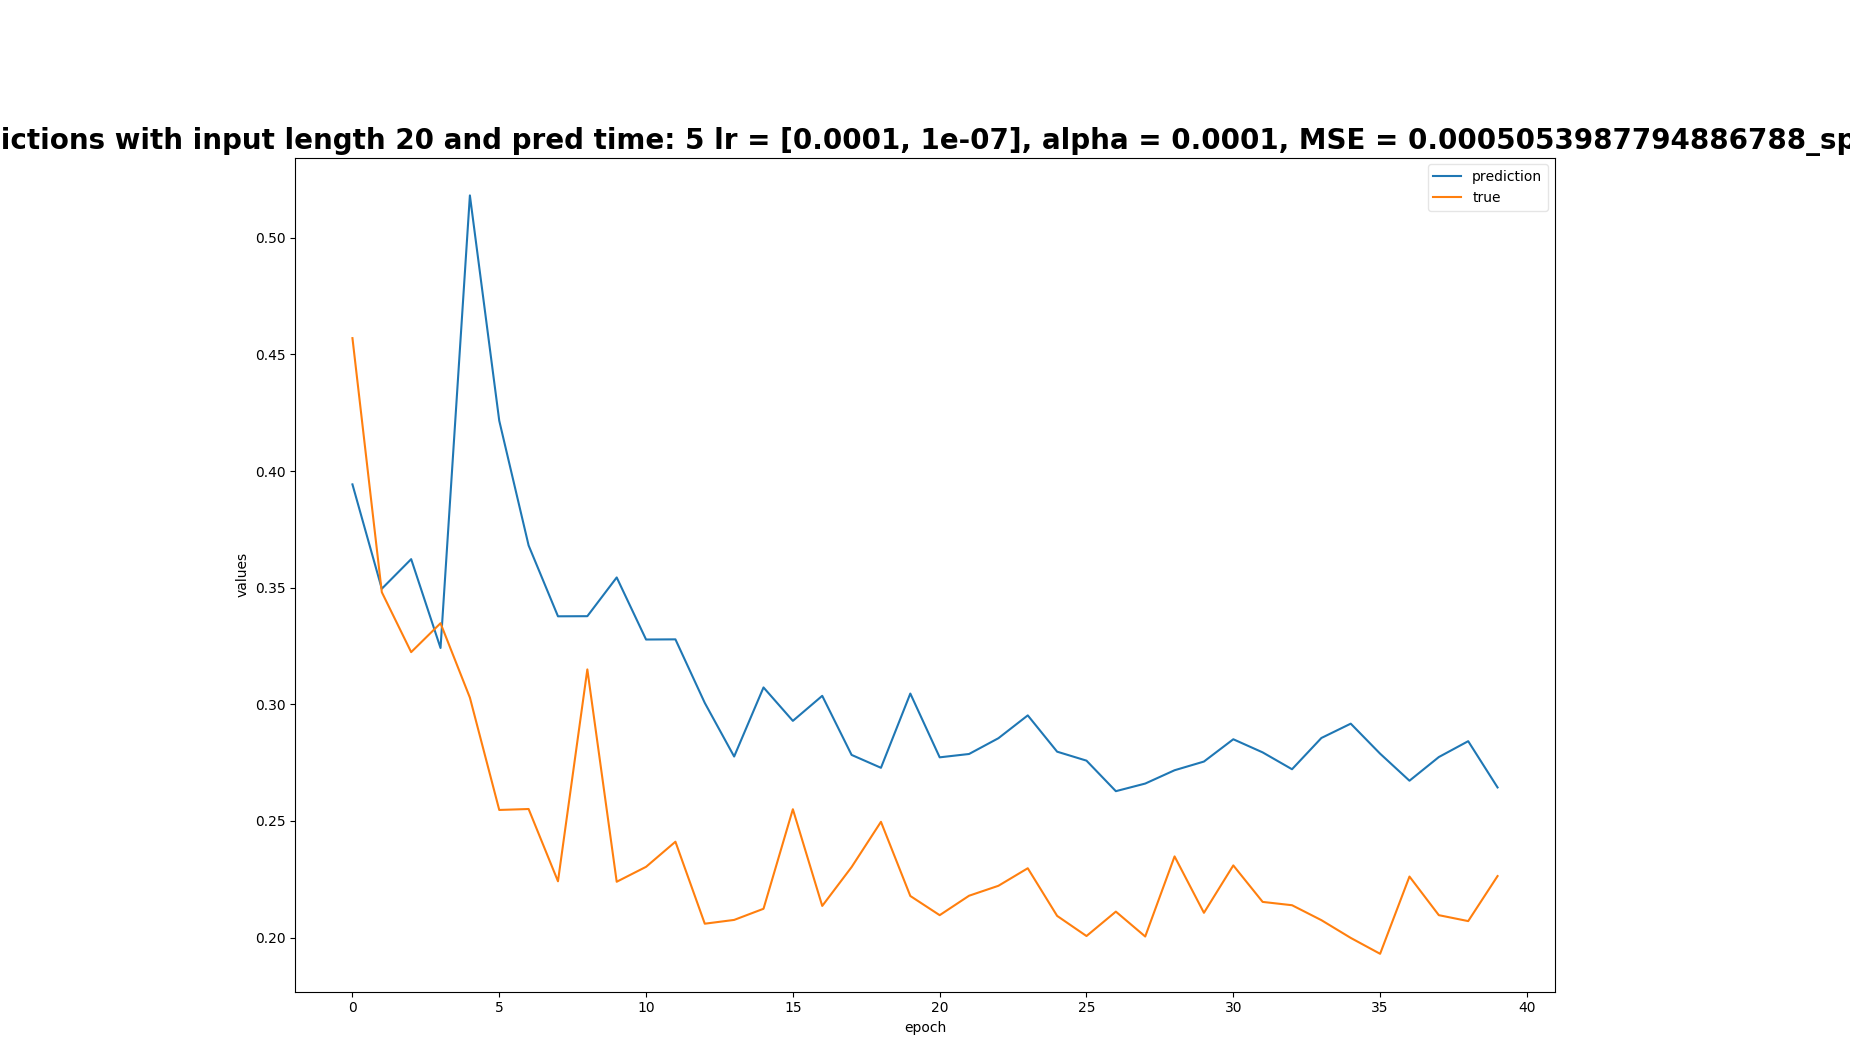 ictions with input length 20 and pred time: 5 lr = [0.0001, 1e-07], alpha = 0.0001, MSE = 0.0005053987794886788_sp
prediction
true
0.50
0.45
0.40
0.35
0.30
0.25
0.20
values
0 5 10 15 20 25 30 35 40
epoch